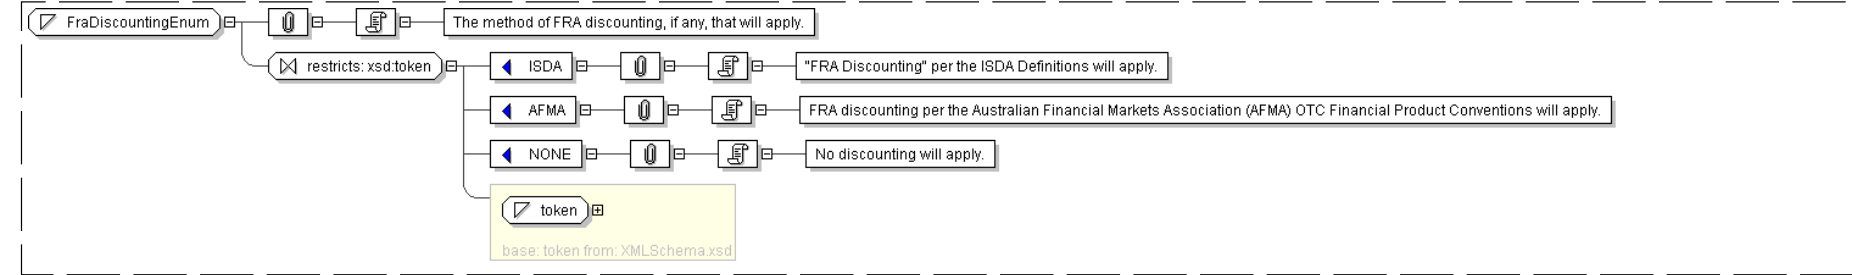 FraDiscountingEnum
The method of FRA discounting, if any, that will apply.
restricts: xsd:token
ISDA
"FRA Discounting" per the ISDA Definitions will apply.
AFMA
FRA discounting per the Australian Financial Markets Association (AFMA) OTC Financial Product Conventions will apply.
NONE
No discounting will apply.
token
base: token from: XMLSchema.xsd